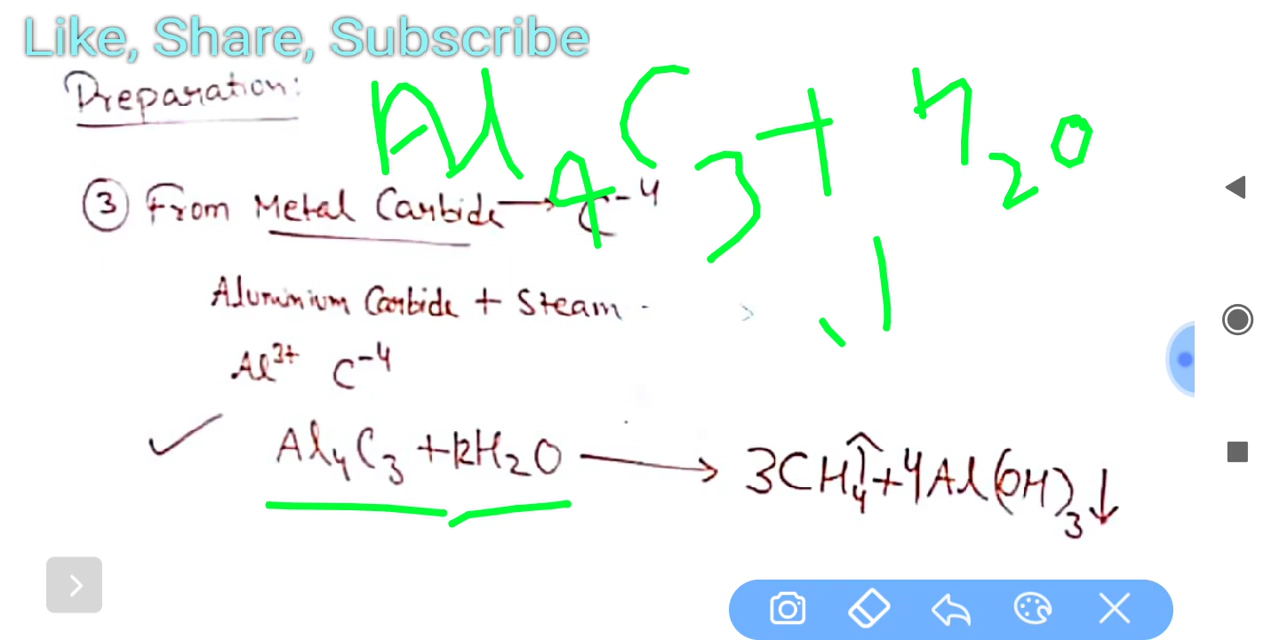 Like, Share, Subscribe
Preparation:
Al4C3 + H2O
③ From Metal Carbide → C-4
Aluminium Carbide + Steam
Al3+ C-4
✓ Al4C3 + 12H2O → 3CH4↑ + 4Al(OH)3↓